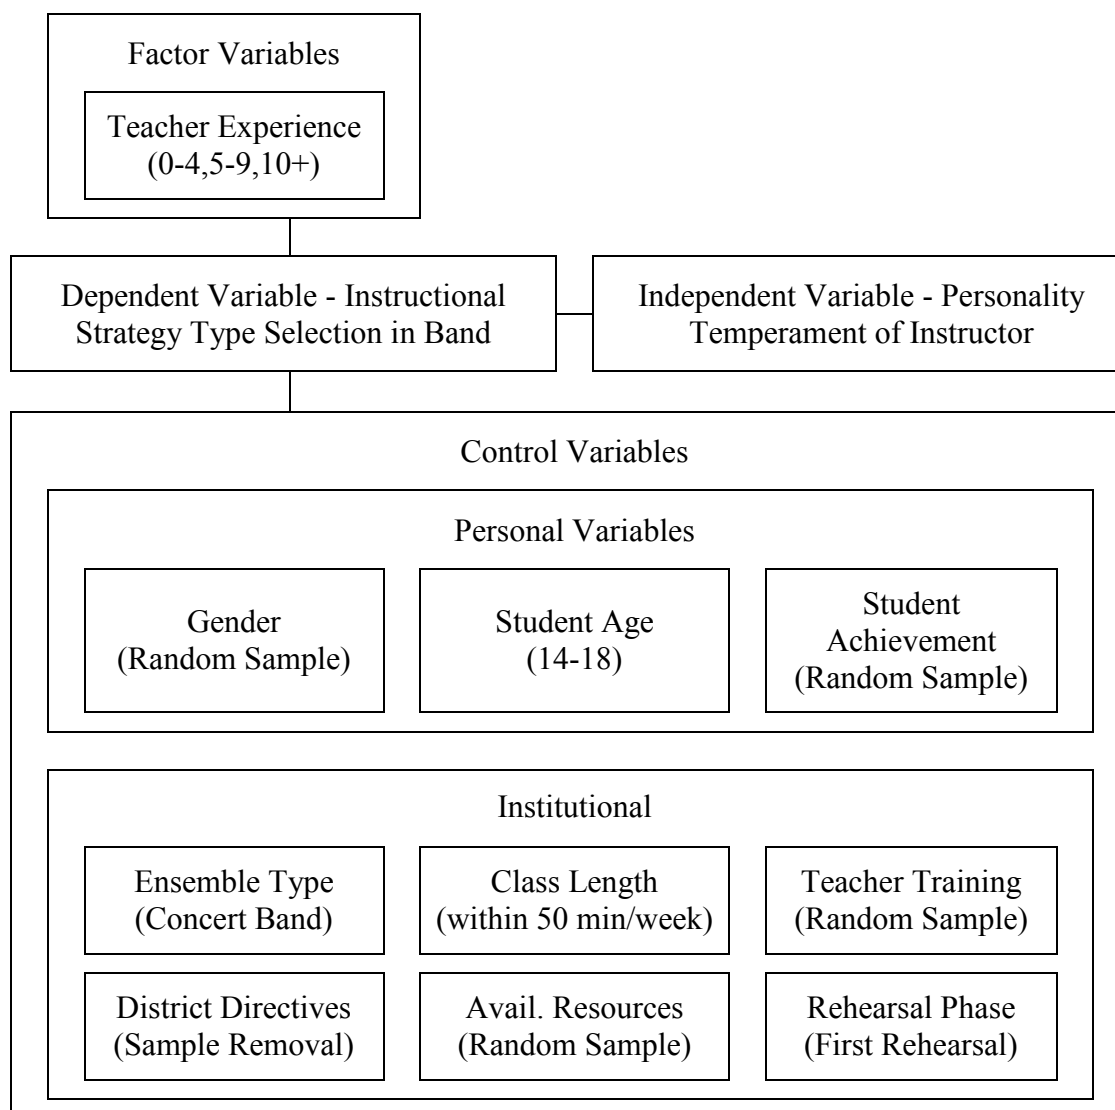 Factor Variables
Teacher Experience
(0-4,5-9,10+)
Dependent Variable - Instructional
Strategy Type Selection in Band
Independent Variable - Personality
Temperament of Instructor
Control Variables
Personal Variables
Gender
(Random Sample)
Student Age
(14-18)
Student
Achievement
(Random Sample)
Institutional
Ensemble Type
(Concert Band)
Class Length
(within 50 min/week)
Teacher Training
(Random Sample)
District Directives
(Sample Removal)
Avail. Resources
(Random Sample)
Rehearsal Phase
(First Rehearsal)